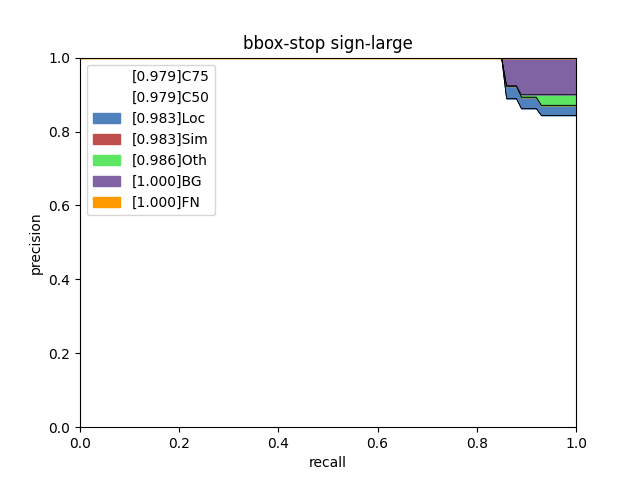 bbox-stop sign-large
[0.979]C75
[0.979]C50
[0.983]Loc
[0.983]Sim
[0.986]Oth
[1.000]BG
[1.000]FN
precision
1.0
0.8
0.6
0.4
0.2
0.0
0.0 0.2 0.4 0.6 0.8 1.0
recall